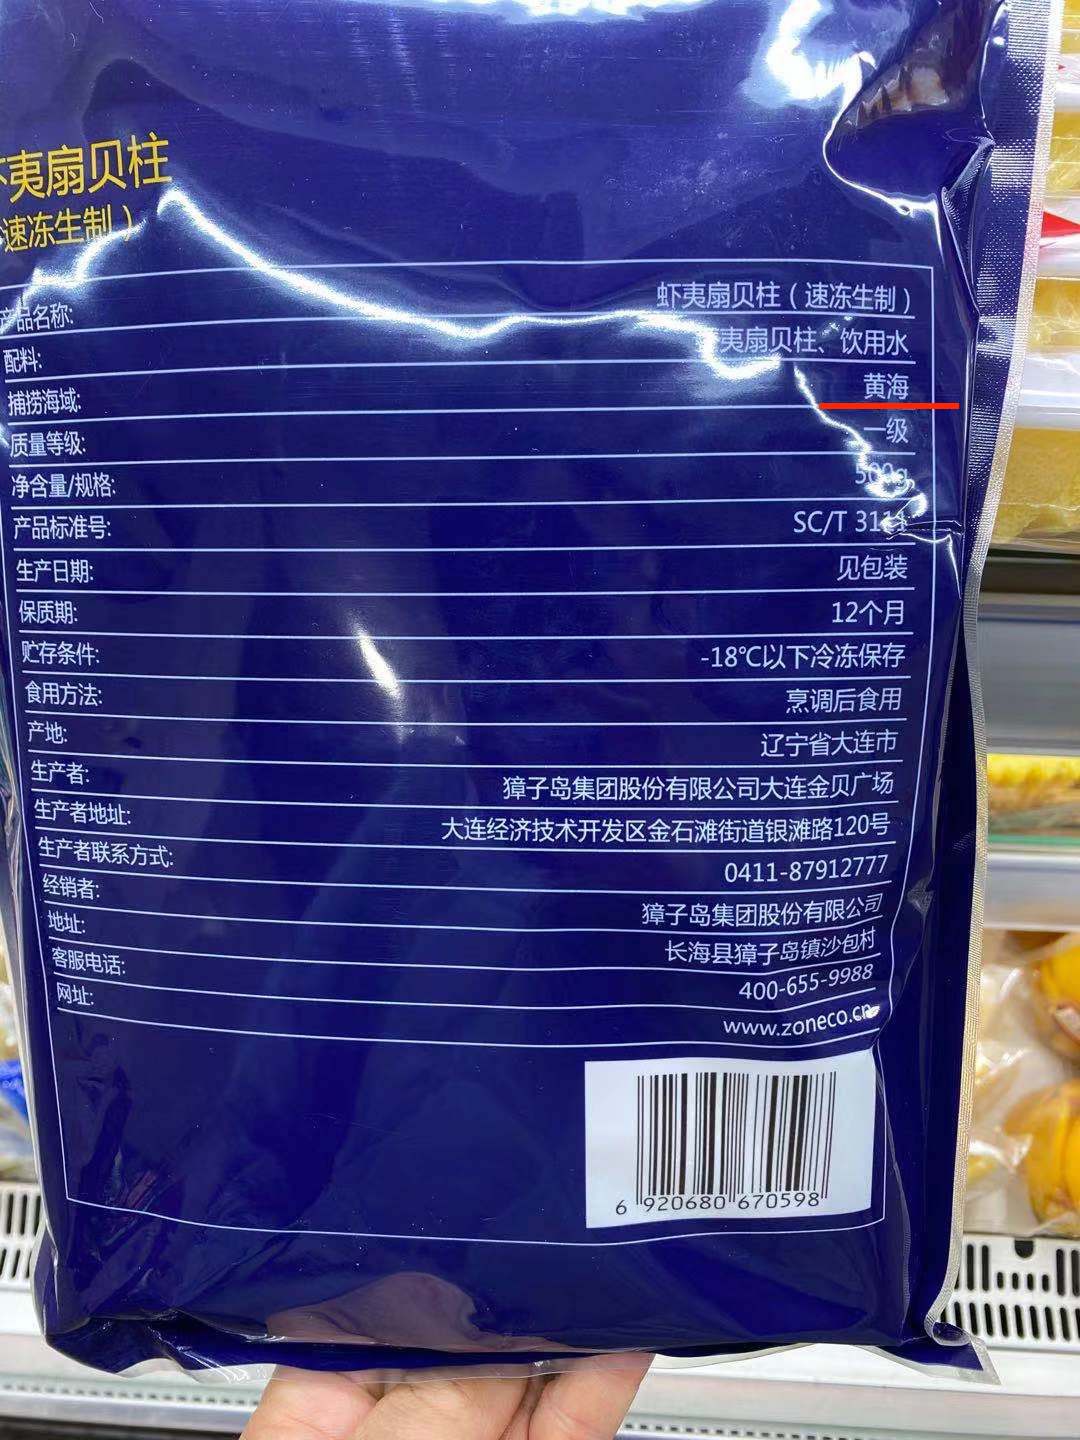 夷扇贝柱
速冻生制）
产品名称: 虾夷扇贝柱（速冻生制）
配料: 夷扇贝柱、饮用水
捕捞海域: 黄海
质量等级: 一级
净含量/规格: 500g
产品标准号: SC/T 3111
生产日期: 见包装
保质期: 12个月
贮存条件: -18℃以下冷冻保存
食用方法: 烹调后食用
产地: 辽宁省大连市
生产者: 獐子岛集团股份有限公司大连金贝广场
生产者地址: 大连经济技术开发区金石滩街道银滩路120号
生产者联系方式: 0411-87912777
经销者: 獐子岛集团股份有限公司
地址: 长海县獐子岛镇沙包村
客服电话: 400-655-9988
网址: www.zoneco.cn
6 920680 670598